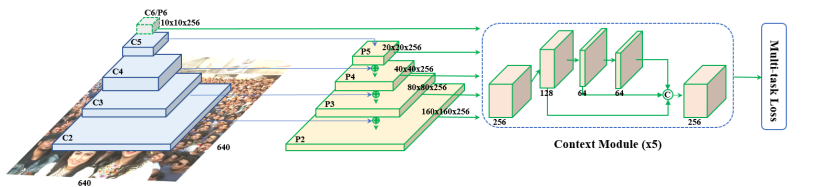 C6/P6
10x10x256
C5
C4
C3
C2
640
640
P5
20x20x256
P4
40x40x256
P3
80x80x256
P2
160x160x256
256
128
64
64
C
256
Context Module (x5)
Multi-task Loss